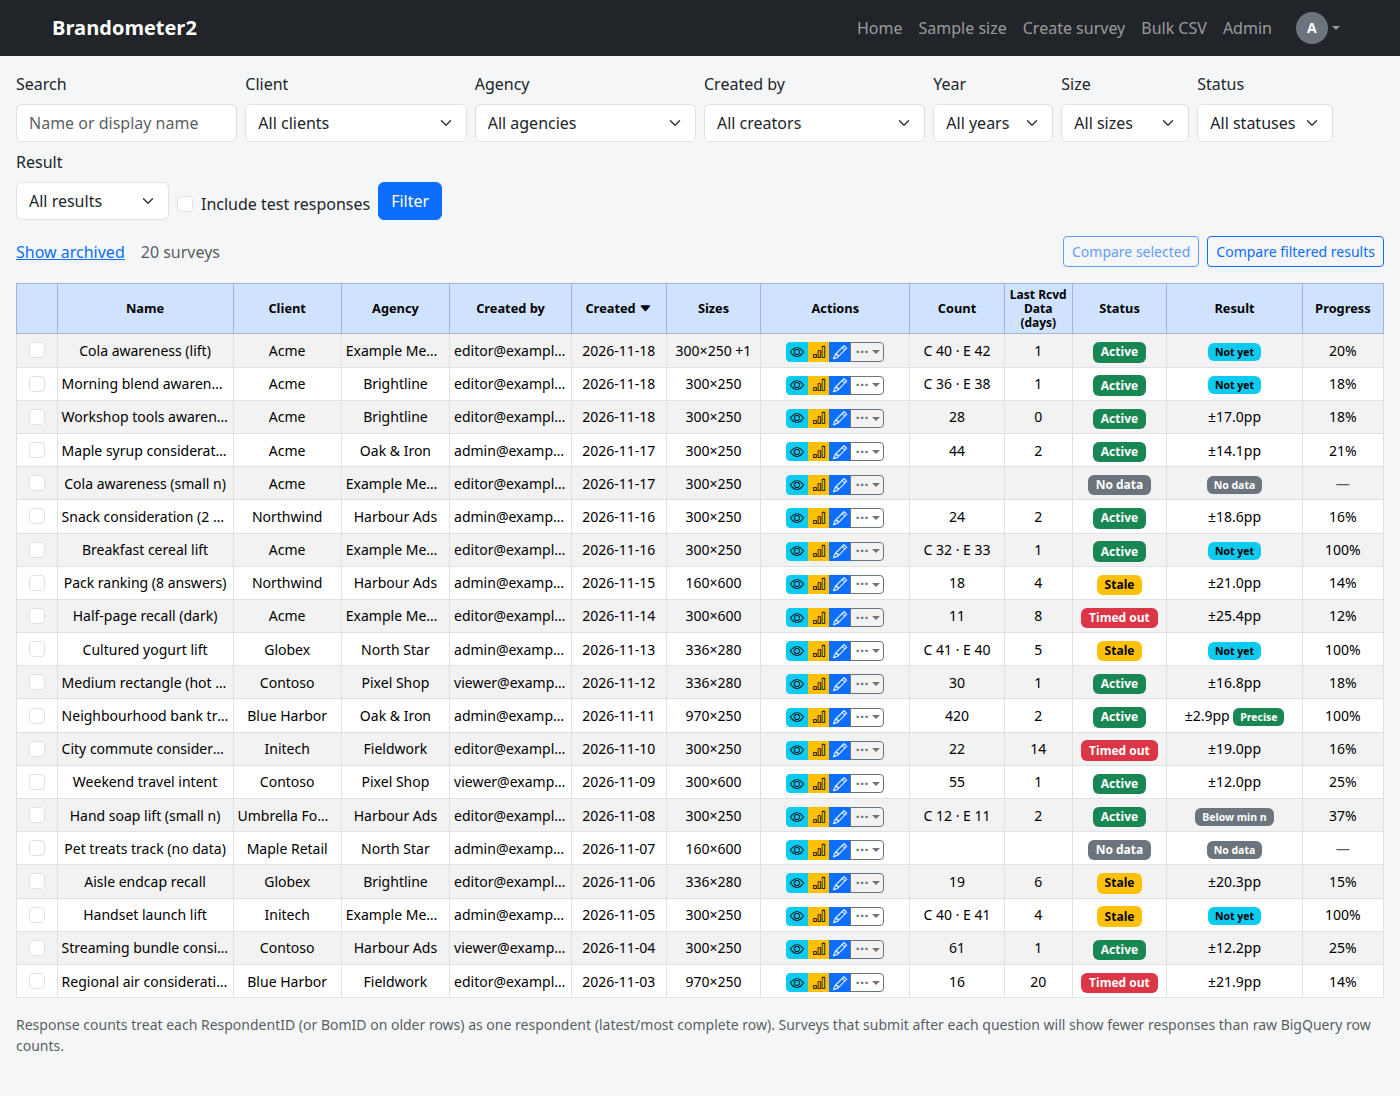 Brandometer2
Home Sample size Create survey Bulk CSV Admin A
Search Client Agency Created by Year Size Status
Name or display name All clients All agencies All creators All years All sizes All statuses
Result
All results Include test responses Filter
Show archived 20 surveys Compare selected Compare filtered results
Name Client Agency Created by Created ▼ Sizes Actions Count Last Rcvd Data (days) Status Result Progress
Cola awareness (lift) Acme Example Me... editor@exampl... 2026-11-18 300×250 +1 C 40 · E 42 1 Active Not yet 20%
Morning blend awaren... Acme Brightline editor@exampl... 2026-11-18 300×250 C 36 · E 38 1 Active Not yet 18%
Workshop tools awaren... Acme Brightline editor@exampl... 2026-11-18 300×250 28 0 Active ±17.0pp 18%
Maple syrup considerat... Acme Oak & Iron admin@examp... 2026-11-17 300×250 44 2 Active ±14.1pp 21%
Cola awareness (small n) Acme Example Me... admin@examp... 2026-11-17 300×250 No data No data —
Snack consideration (2 ... Northwind Harbour Ads admin@examp... 2026-11-16 300×250 24 2 Active ±18.6pp 16%
Breakfast cereal lift Acme Example Me... editor@exampl... 2026-11-16 300×250 C 32 · E 33 1 Active Not yet 100%
Pack ranking (8 answers) Northwind Harbour Ads admin@examp... 2026-11-15 160×600 18 4 Stale ±21.0pp 14%
Half-page recall (dark) Acme Example Me... editor@exampl... 2026-11-14 300×600 11 8 Timed out ±25.4pp 12%
Cultured yogurt lift Globex North Star admin@examp... 2026-11-13 336×280 C 41 · E 40 5 Stale Not yet 100%
Medium rectangle (hot ... Contoso Pixel Shop viewer@examp... 2026-11-12 336×280 30 1 Active ±16.8pp 18%
Neighbourhood bank tr... Blue Harbor Oak & Iron admin@examp... 2026-11-11 970×250 420 2 Active ±2.9pp Precise 100%
City commute consider... Initech Fieldwork editor@exampl... 2026-11-10 300×250 22 14 Timed out ±19.0pp 16%
Weekend travel intent Contoso Pixel Shop viewer@examp... 2026-11-09 300×600 55 1 Active ±12.0pp 25%
Hand soap lift (small n) Umbrella Fo... Harbour Ads editor@exampl... 2026-11-08 300×250 C 12 · E 11 2 Active Below min n 37%
Pet treats track (no data) Maple Retail North Star admin@examp... 2026-11-07 160×600 No data No data —
Aisle endcap recall Globex Brightline editor@exampl... 2026-11-06 336×280 19 6 Stale ±20.3pp 15%
Handset launch lift Initech Example Me... admin@examp... 2026-11-05 300×250 C 40 · E 41 4 Stale Not yet 100%
Streaming bundle consi... Contoso Harbour Ads viewer@examp... 2026-11-04 300×250 61 1 Active ±12.2pp 25%
Regional air considerati... Blue Harbor Fieldwork editor@exampl... 2026-11-03 970×250 16 20 Timed out ±21.9pp 14%
Response counts treat each RespondentID (or BomID on older rows) as one respondent (latest/most complete row). Surveys that submit after each question will show fewer responses than raw BigQuery row
counts.